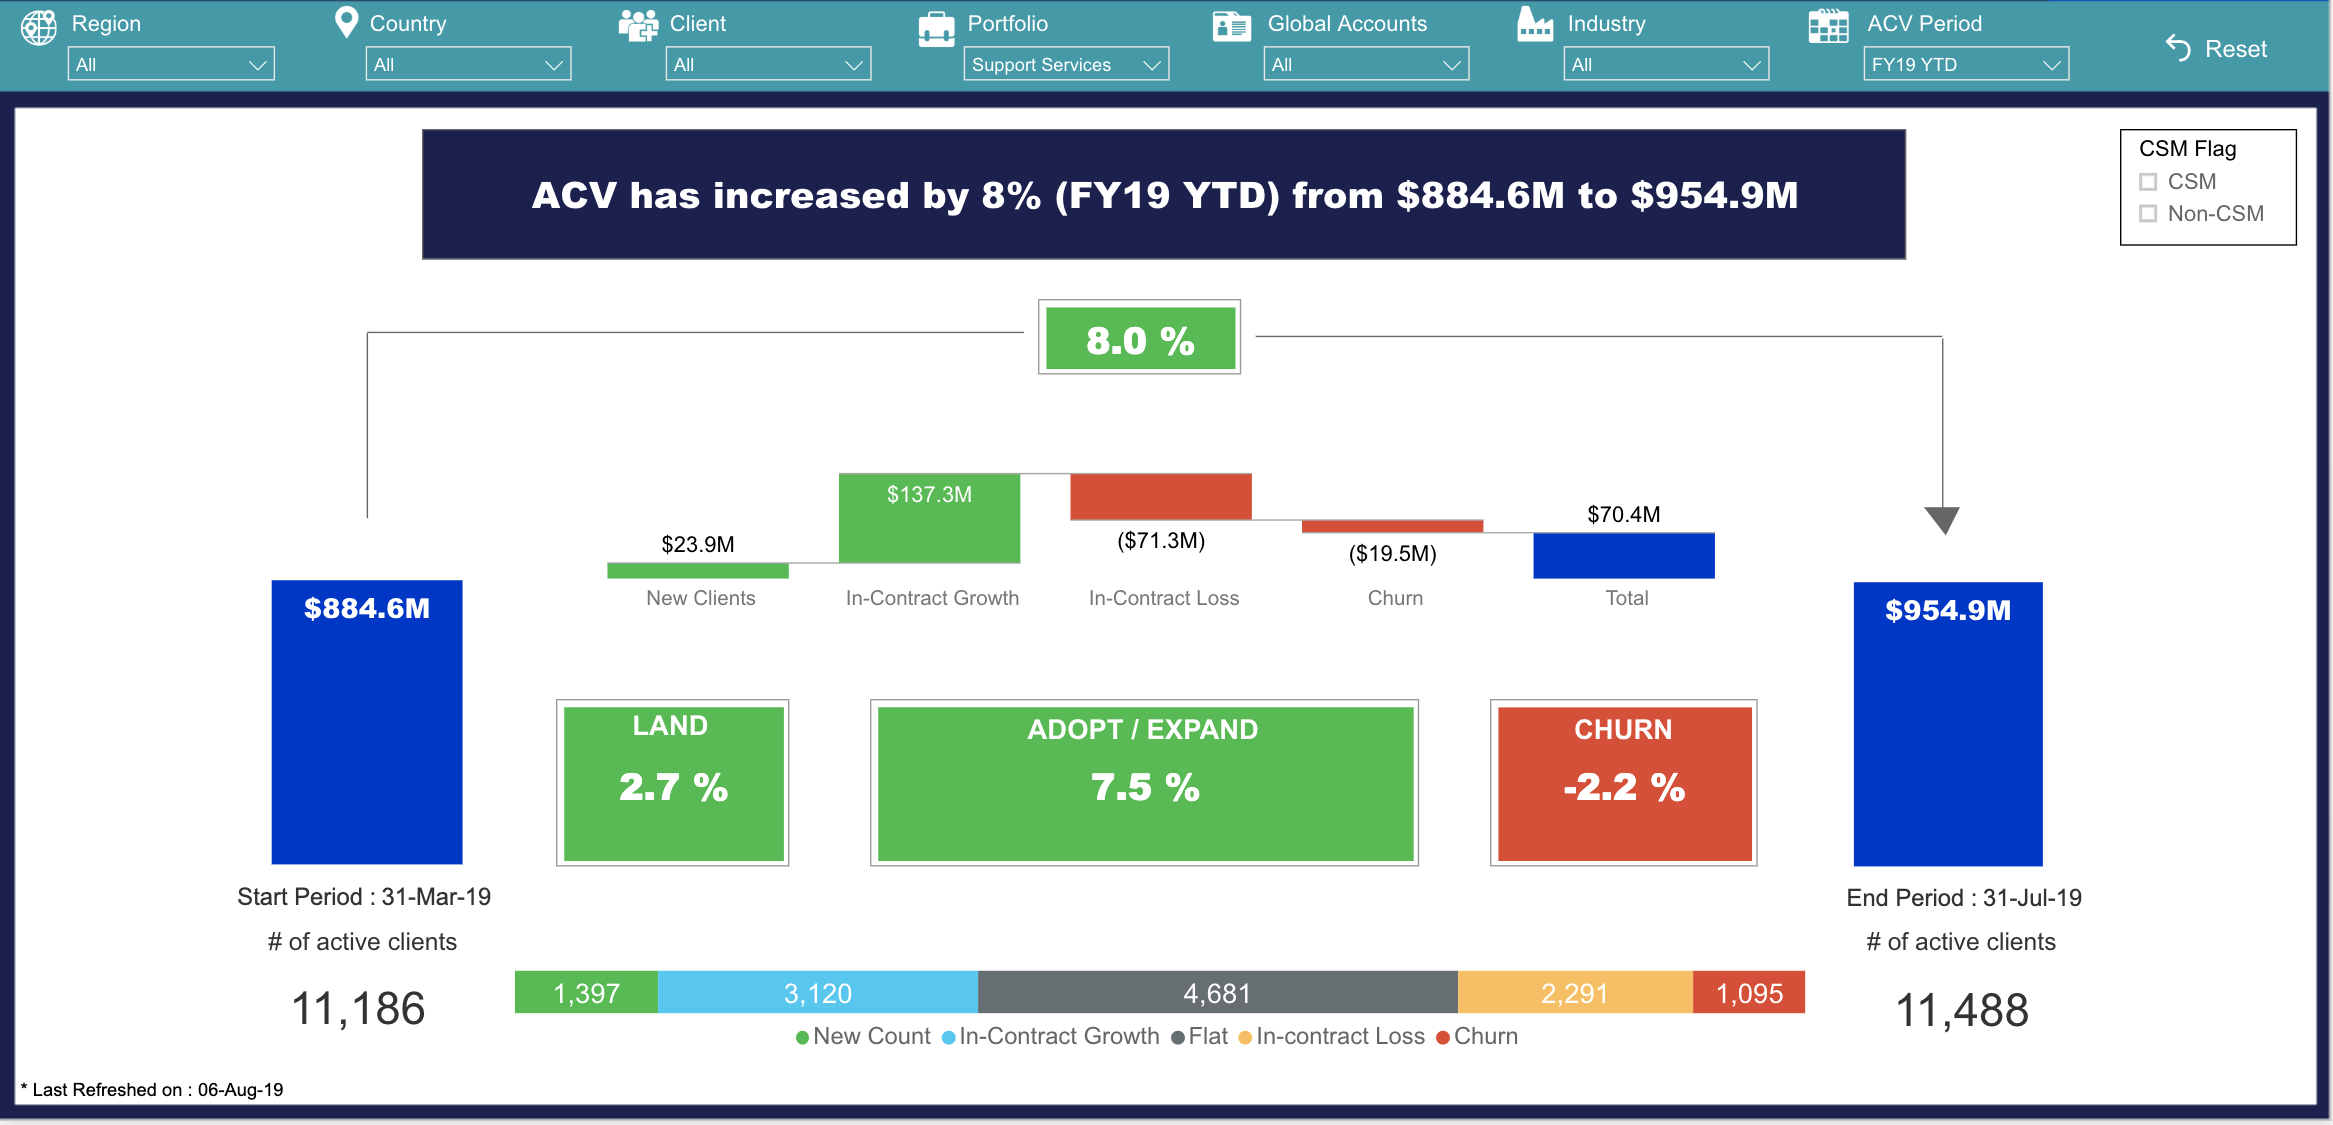 Region
All
Country
All
Client
All
Portfolio
Support Services
Global Accounts
All
Industry
All
ACV Period
FY19 YTD
Reset
ACV has increased by 8% (FY19 YTD) from $884.6M to $954.9M
CSM Flag
CSM
Non-CSM
8.0 %
$23.9M
$137.3M
($71.3M)
($19.5M)
$70.4M
New Clients
In-Contract Growth
In-Contract Loss
Churn
Total
$884.6M
$954.9M
LAND
2.7 %
ADOPT / EXPAND
7.5 %
CHURN
-2.2 %
Start Period : 31-Mar-19
# of active clients
11,186
End Period : 31-Jul-19
# of active clients
11,488
1,397 3,120 4,681 2,291 1,095
New Count In-Contract Growth Flat In-contract Loss Churn
* Last Refreshed on : 06-Aug-19